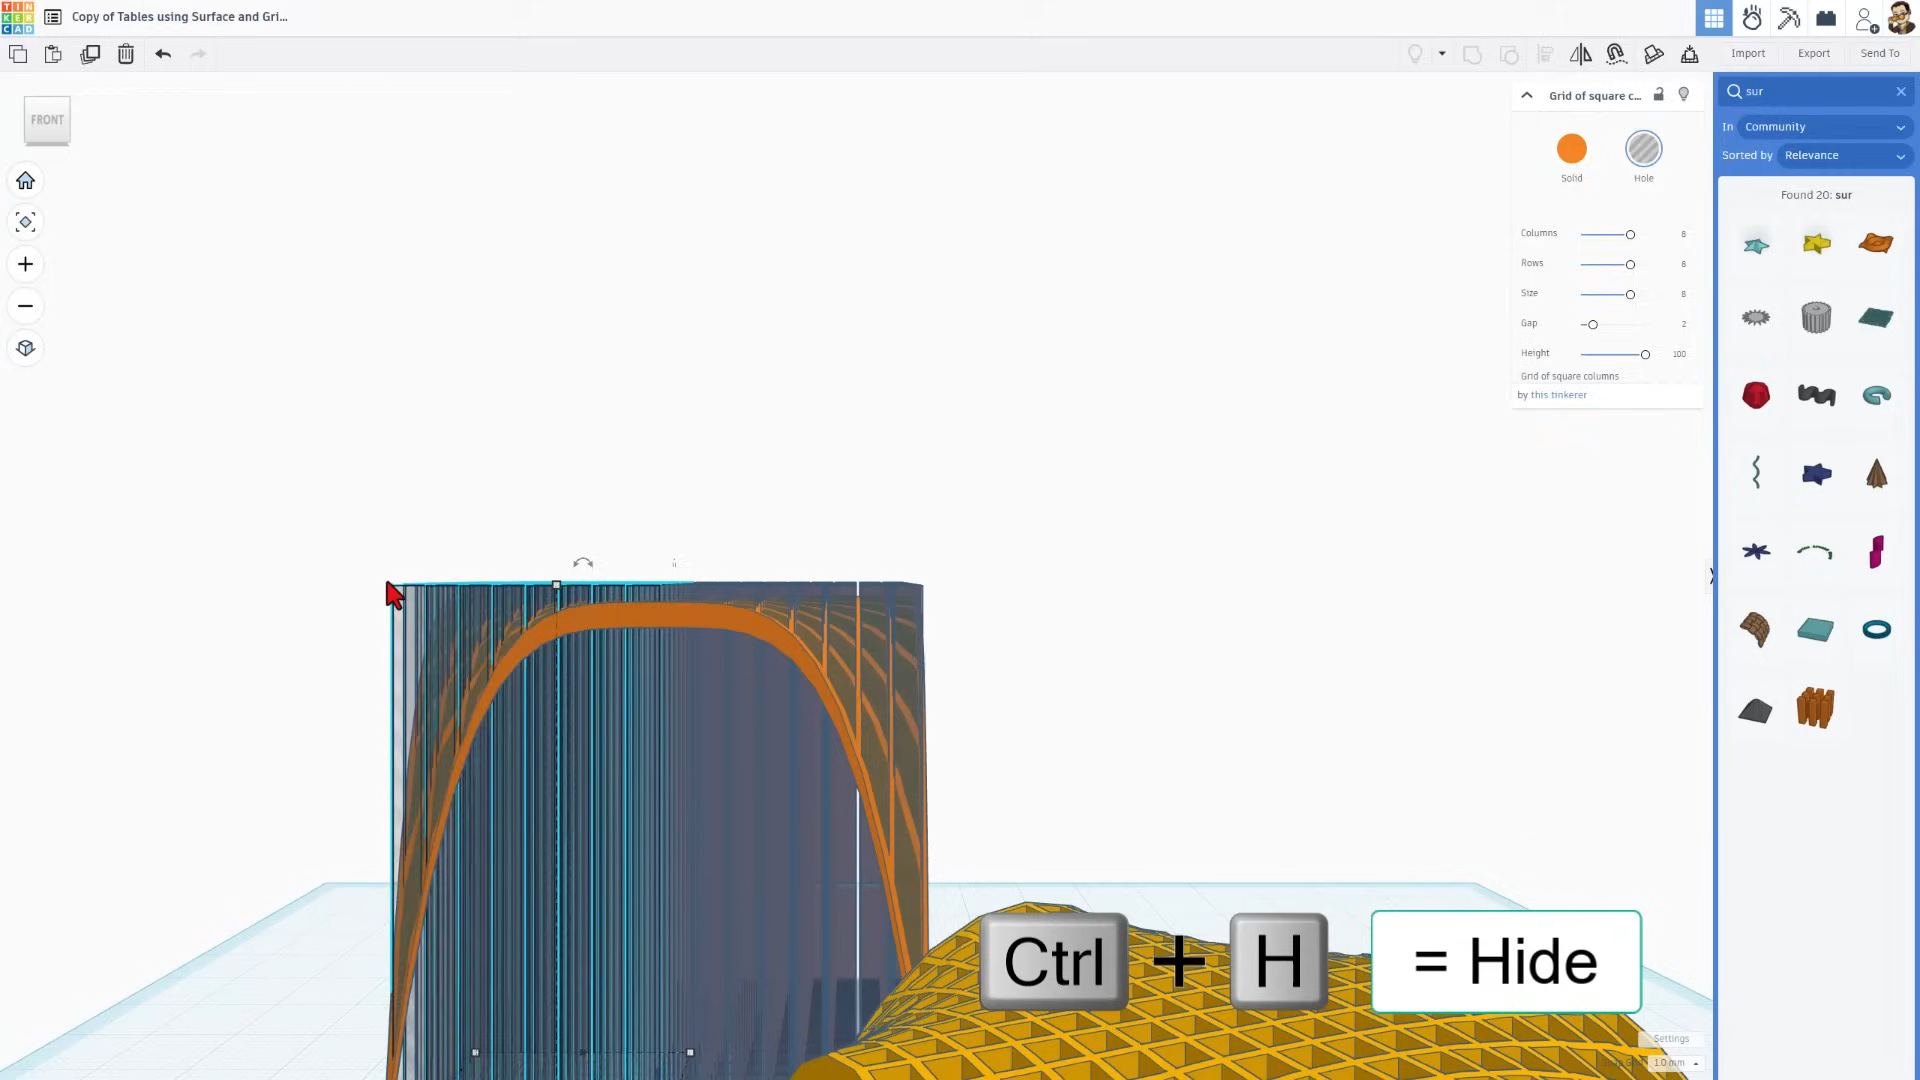 TIN
KER
CAD
Copy of Tables using Surface and Gri...
Import
Export
Send To
FRONT
Grid of square c...
Solid
Hole
Columns
8
Rows
8
Size
8
Gap
2
Height
100
Grid of square columns
by this tinkerer
sur
In
Community
Sorted by
Relevance
Found 20: sur
Ctrl + H = Hide
Settings
1.0 mm